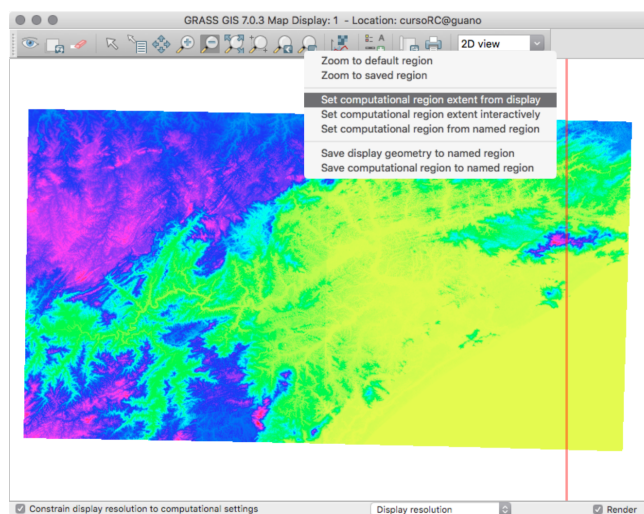 GRASS GIS 7.0.3 Map Display: 1 - Location: cursoRC@guano
2D view
Zoom to default region
Zoom to saved region
Set computational region extent from display
Set computational region extent interactively
Set computational region from named region
Save display geometry to named region
Save computational region to named region
Constrain display resolution to computational settings
Display resolution
Render